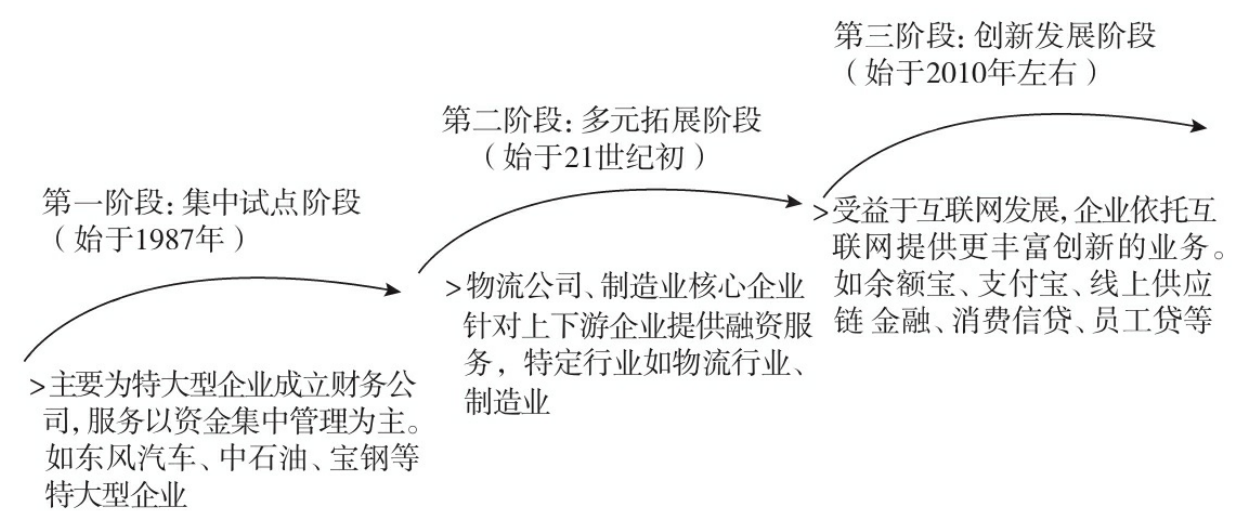 第一阶段：集中试点阶段
（始于1987年）
>主要为特大型企业成立财务公
司，服务以资金集中管理为主。
如东风汽车、中石油、宝钢等
特大型企业
第二阶段：多元拓展阶段
（始于21世纪初）
>物流公司、制造业核心企业
针对上下游企业提供融资服
务，特定行业如物流行业、
制造业
第三阶段：创新发展阶段
（始于2010年左右）
>受益于互联网发展，企业依托互
联网提供更丰富创新的业务。
如余额宝、支付宝、线上供应
链金融、消费信贷、员工贷等